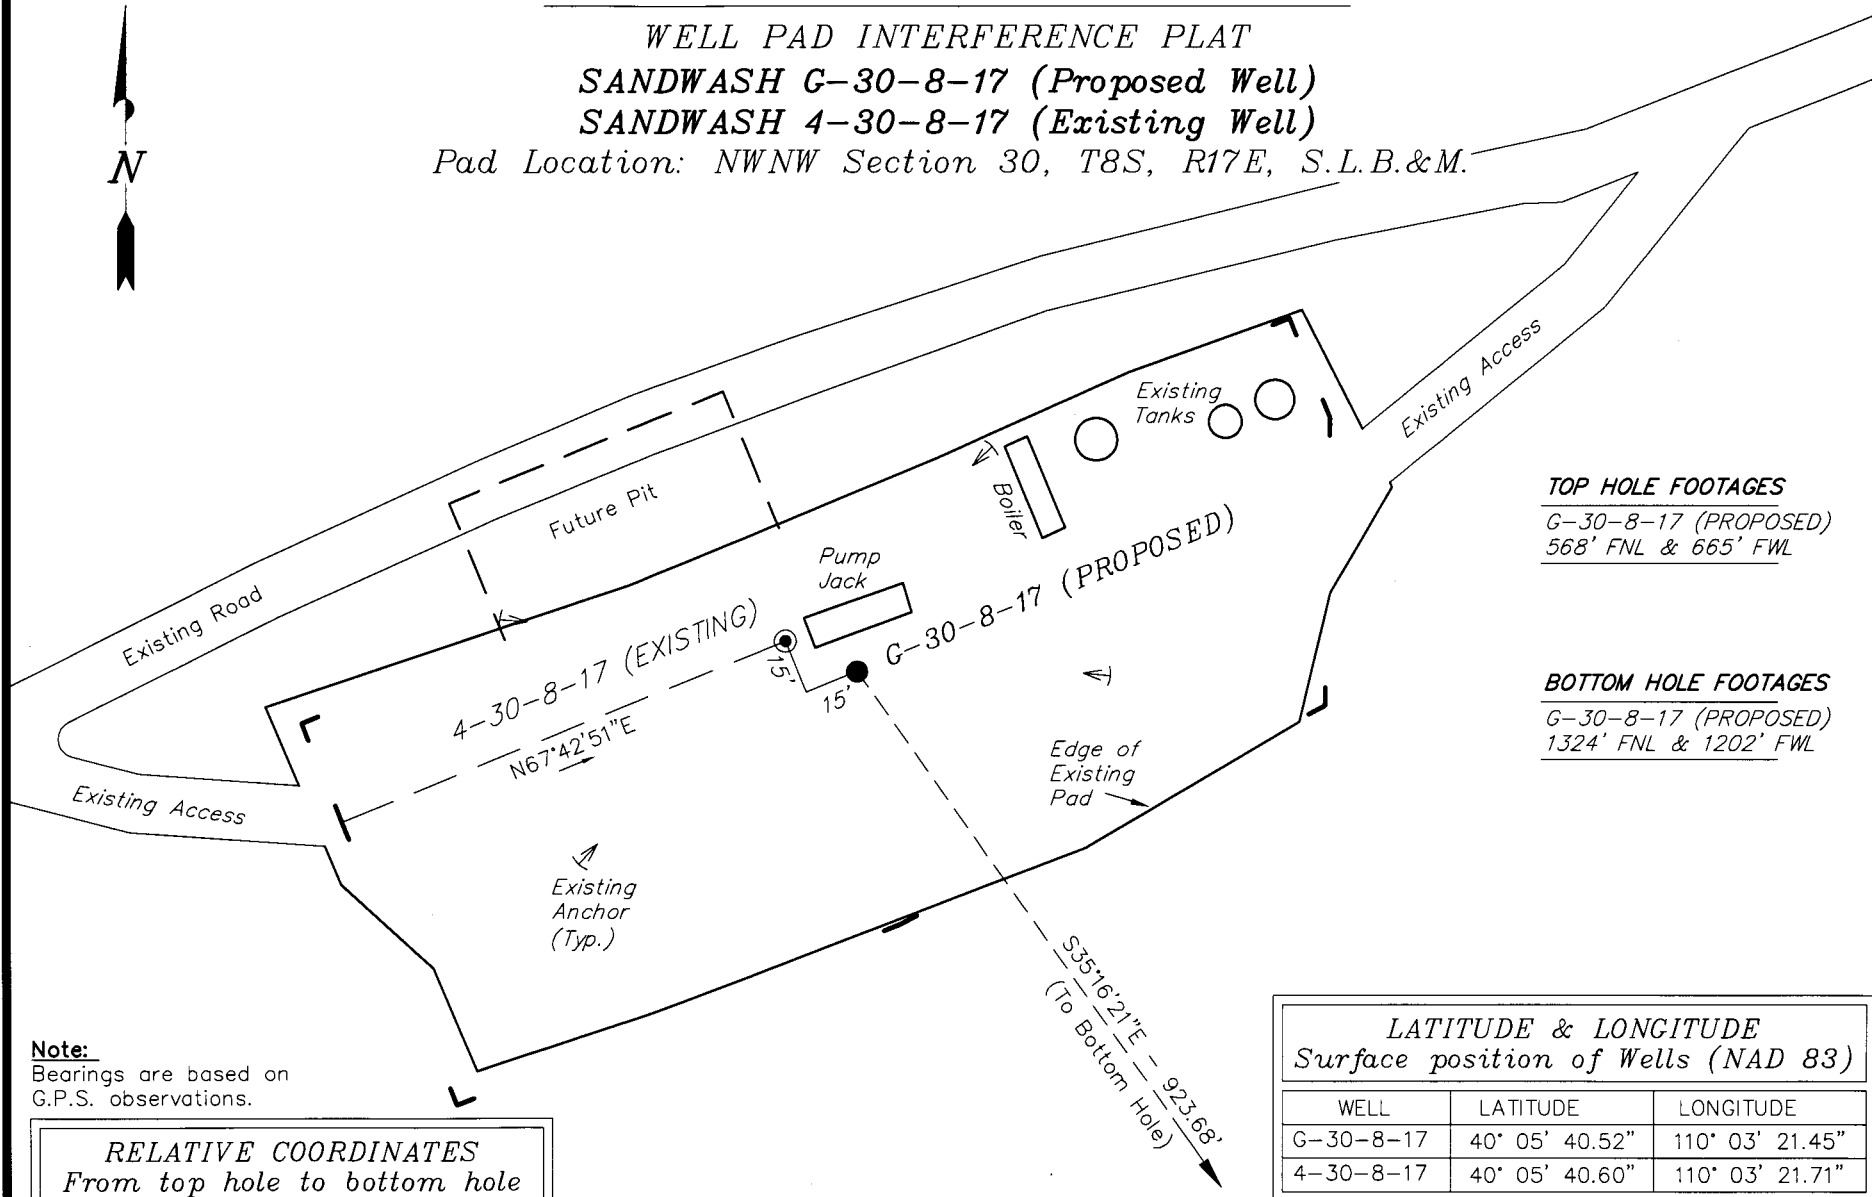 WELL PAD INTERFERENCE PLAT
SANDWASH G-30-8-17 (Proposed Well)
SANDWASH 4-30-8-17 (Existing Well)
Pad Location: NWNW Section 30, T8S, R17E, S.L.B.&M.
N
Existing
Tanks
Existing Access
Boiler
Future Pit
Pump
Jack
G-30-8-17 (PROPOSED)
TOP HOLE FOOTAGES
G-30-8-17 (PROPOSED)
568' FNL & 665' FWL
Existing Road
4-30-8-17 (EXISTING)
15'
15'
N67°42'51"E
BOTTOM HOLE FOOTAGES
G-30-8-17 (PROPOSED)
1324' FNL & 1202' FWL
Edge of
Existing
Pad
Existing Access
Existing
Anchor
(Typ.)
S35°16'21"E - 923.68'
(To Bottom Hole)
Note:
Bearings are based on
G.P.S. observations.
RELATIVE COORDINATES
From top hole to bottom hole
LATITUDE & LONGITUDE
Surface position of Wells (NAD 83)
WELL LATITUDE LONGITUDE
G-30-8-17 40° 05' 40.52" 110° 03' 21.45"
4-30-8-17 40° 05' 40.60" 110° 03' 21.71"